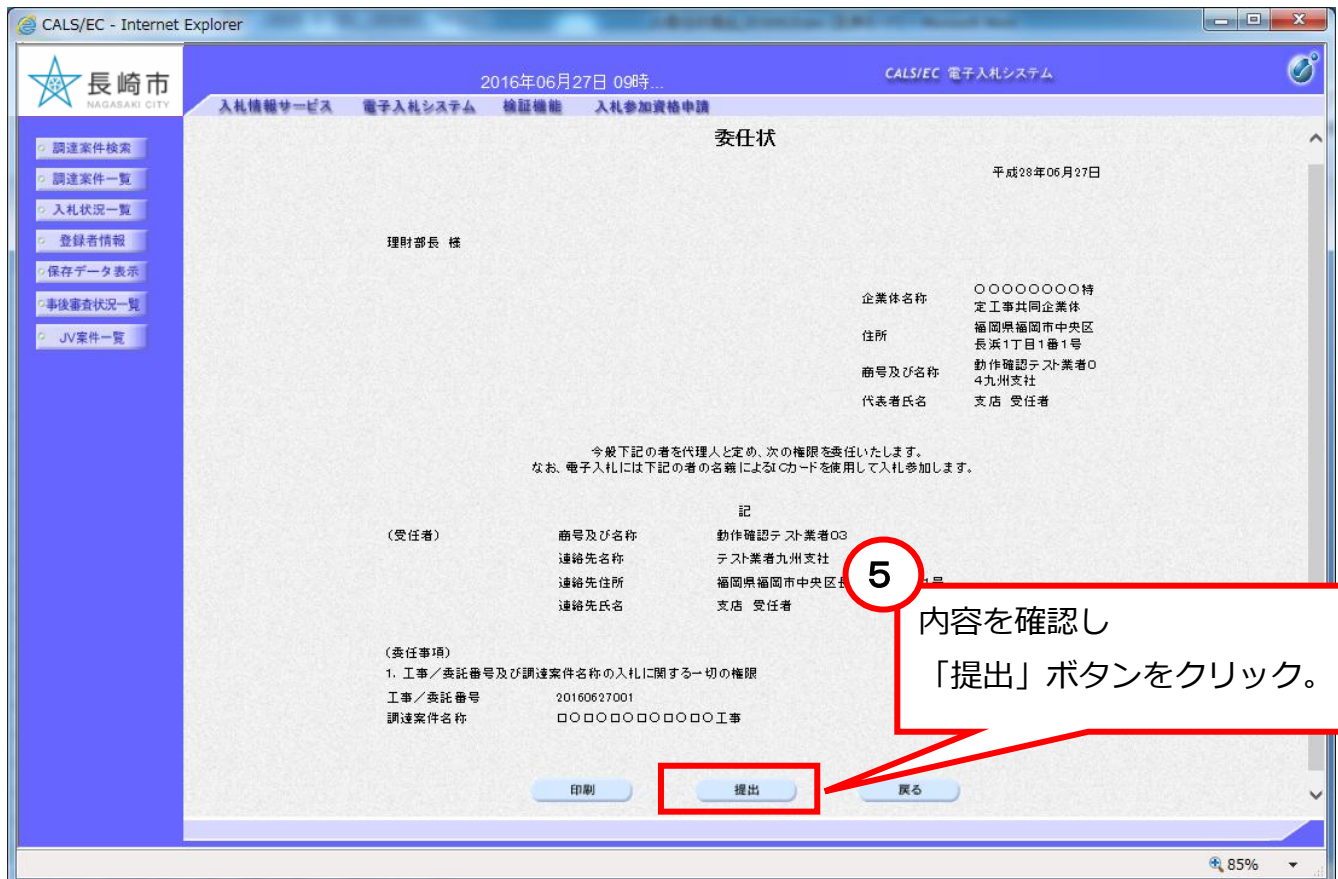 CALS/EC - Internet Explorer
長崎市
NAGASAKI CITY
2016年06月27日 09時...
CALS/EC 電子入札システム
入札情報サービス 電子入札システム 検証機能 入札参加資格申請
調達案件検索
調達案件一覧
入札状況一覧
登録者情報
保存データ表示
事後審査状況一覧
JV案件一覧
委任状
平成28年06月27日
理財部長 様
企業体名称 ○○○○○○○○特
定工事共同企業体
住所 福岡県福岡市中央区
長浜1丁目1番1号
商号及び名称 動作確認テスト業者0
4九州支社
代表者氏名 支店 受任者
今般下記の者を代理人と定め、次の権限を委任いたします。
なお、電子入札には下記の者の名義によるICカードを使用して入札参加します。
記
(受任者) 商号及び名称 動作確認テスト業者03
連絡先名称 テスト業者九州支社
連絡先住所 福岡県福岡市中央区 1号
連絡先氏名 支店 受任者
(委任事項)
1. 工事/委託番号及び調達案件名称の入札に関する一切の権限
工事/委託番号 20160627001
調達案件名称 □○□○□○□○□○□○工事
印刷 提出 戻る
5
内容を確認し
「提出」ボタンをクリック。
85%